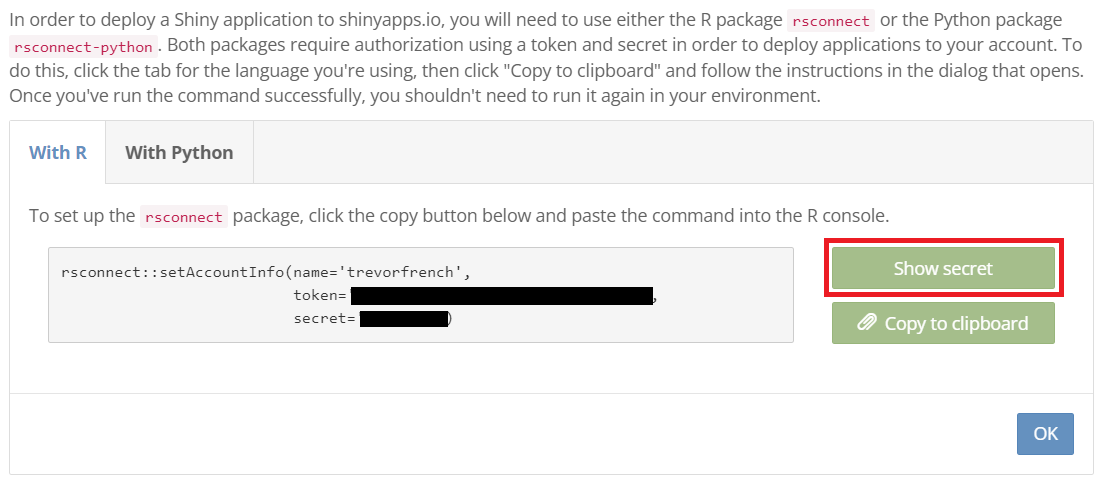 In order to deploy a Shiny application to shinyapps.io, you will need to use either the R package rsconnect or the Python package
rsconnect-python . Both packages require authorization using a token and secret in order to deploy applications to your account. To
do this, click the tab for the language you're using, then click "Copy to clipboard" and follow the instructions in the dialog that opens.
Once you've run the command successfully, you shouldn't need to run it again in your environment.
With R With Python
To set up the rsconnect package, click the copy button below and paste the command into the R console.
rsconnect::setAccountInfo(name='trevorfrench',
token= ,
secret= )
Show secret
Copy to clipboard
OK